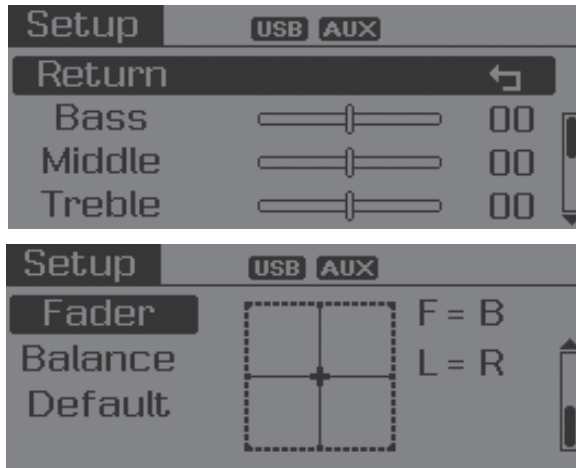 Setup USB AUX
Return
Bass 00
Middle 00
Treble 00
Setup USB AUX
Fader F = B
Balance L = R
Default